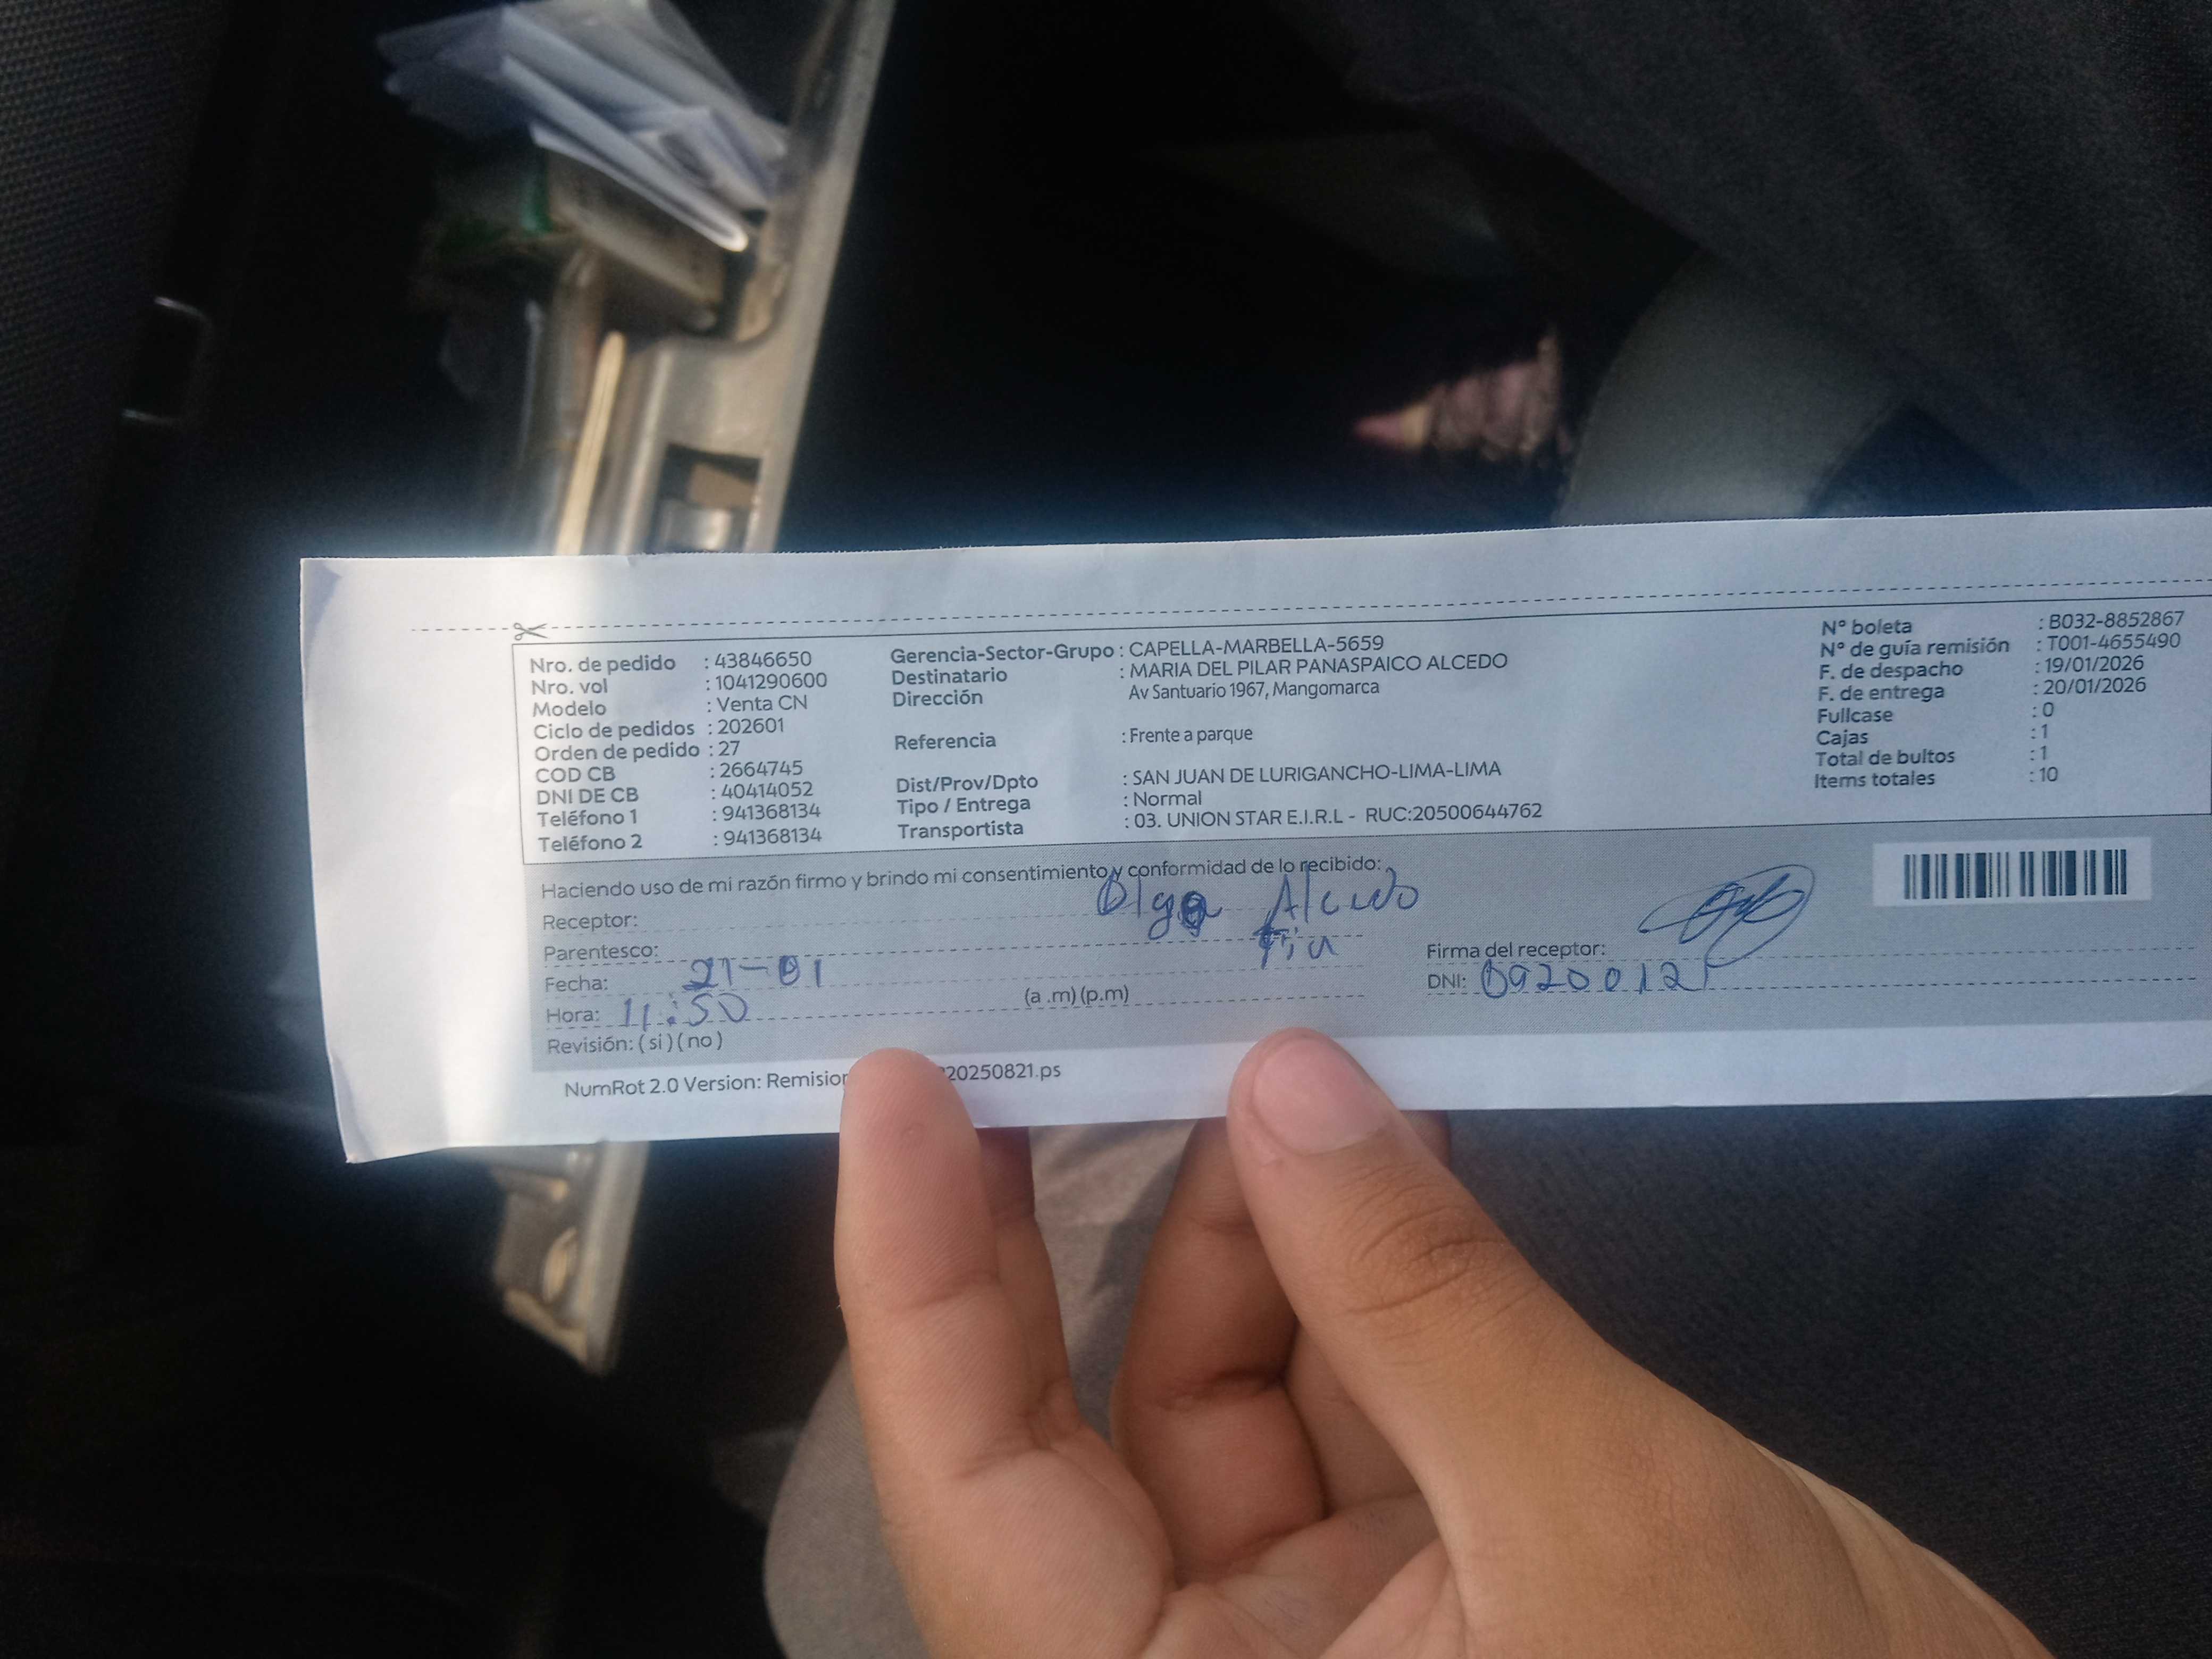 Nro. de pedido : 43846650
Nro. vol : 1041290600
Modelo : Venta CN
Ciclo de pedidos : 202601
Orden de pedido : 27
COD CB : 2664745
DNI DE CB : 40414052
Teléfono 1 : 941368134
Teléfono 2 : 941368134
Gerencia-Sector-Grupo : CAPELLA-MARBELLA-5659
Destinatario : MARIA DEL PILAR PANASPAICO ALCEDO
Dirección Av Santuario 1967, Mangomarca
Referencia : Frente a parque
Dist/Prov/Dpto : SAN JUAN DE LURIGANCHO-LIMA-LIMA
Tipo / Entrega : Normal
Transportista : 03. UNION STAR E.I.R.L - RUC:20500644762
N° boleta : B032-8852867
N° de guía remisión : T001-4655490
F. de despacho : 19/01/2026
F. de entrega : 20/01/2026
Fullcase : 0
Cajas : 1
Total de bultos : 1
Items totales : 10
Haciendo uso de mi razón firmo y brindo mi consentimiento y conformidad de lo recibido:
Receptor: Olga Alcedo
Parentesco: tia
Fecha: 21-01
Hora: 11:50 (a .m) (p.m)
Revisión: ( si ) ( no )
Firma del receptor:
DNI: 09200121
NumRot 2.0 Version: Remision 20250821.ps